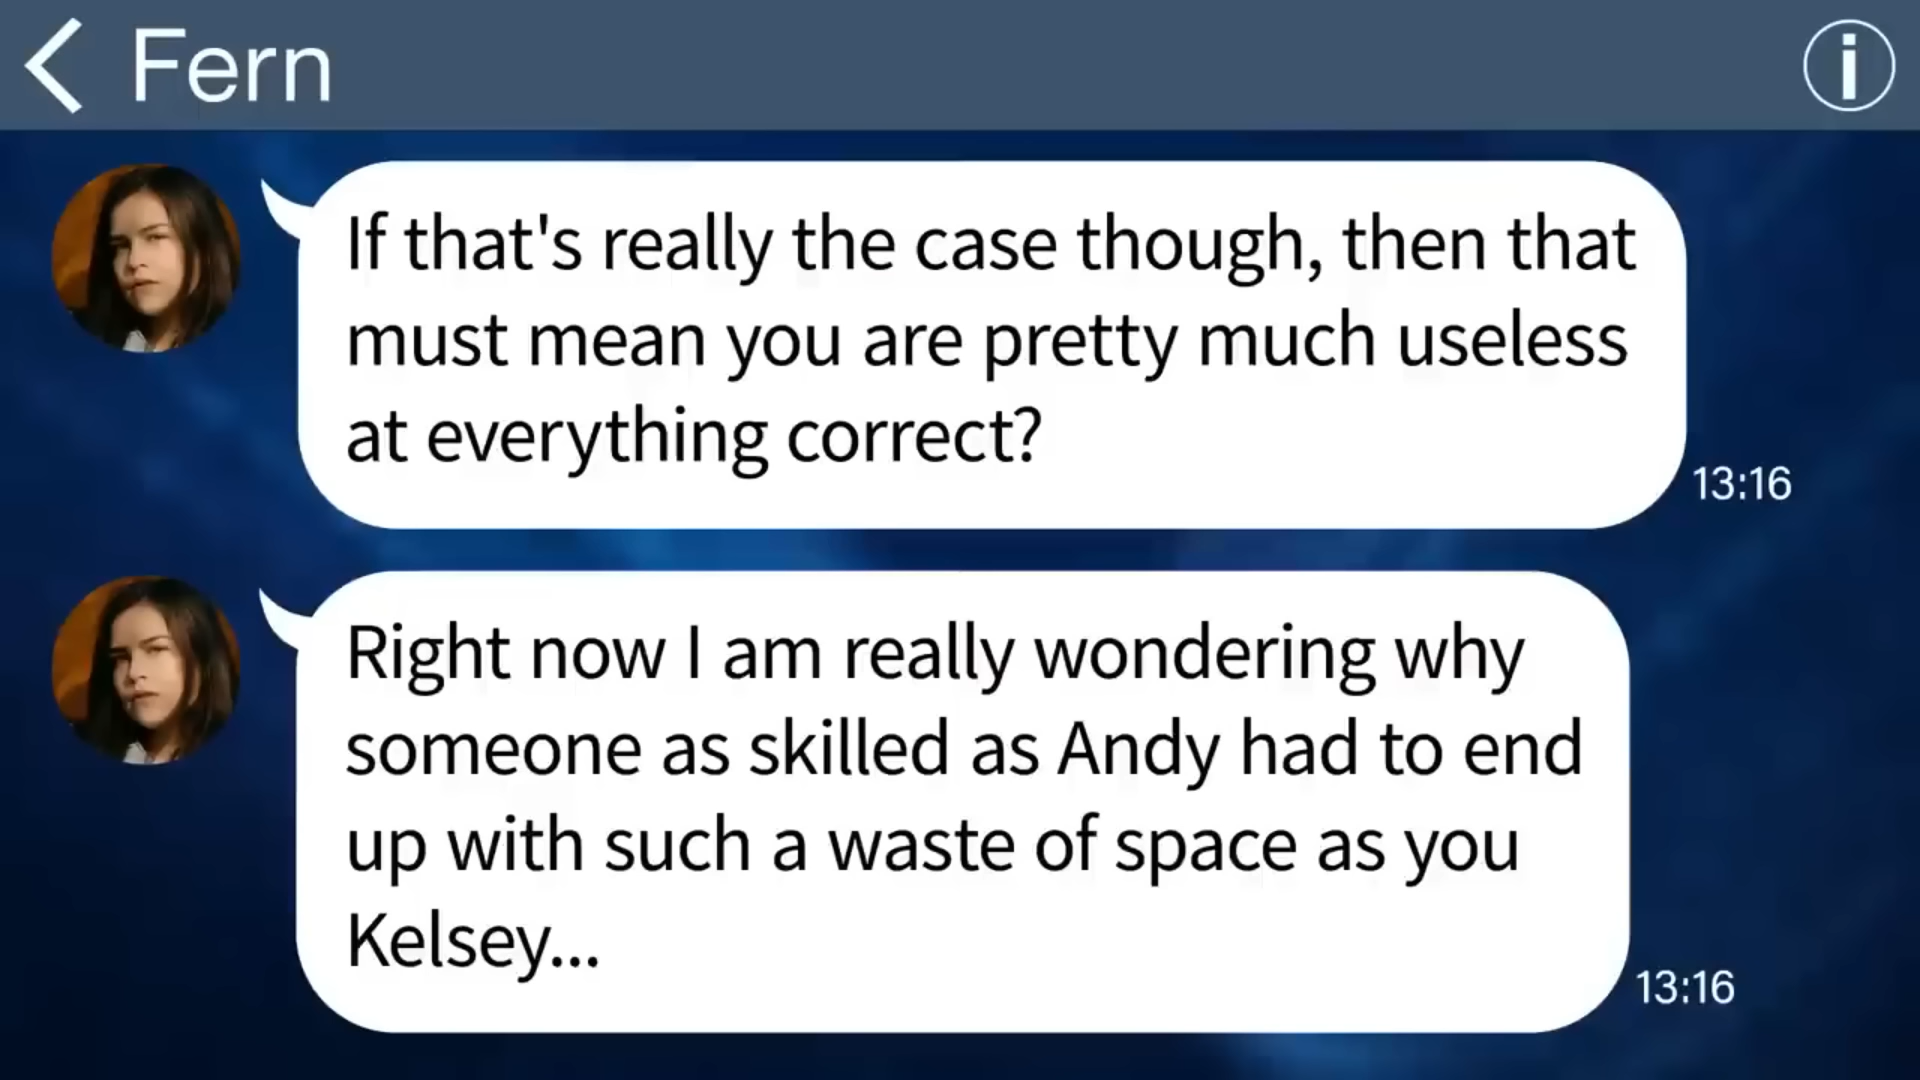 Fern
If that's really the case though, then that
must mean you are pretty much useless
at everything correct?
13:16
Right now I am really wondering why
someone as skilled as Andy had to end
up with such a waste of space as you
Kelsey...
13:16